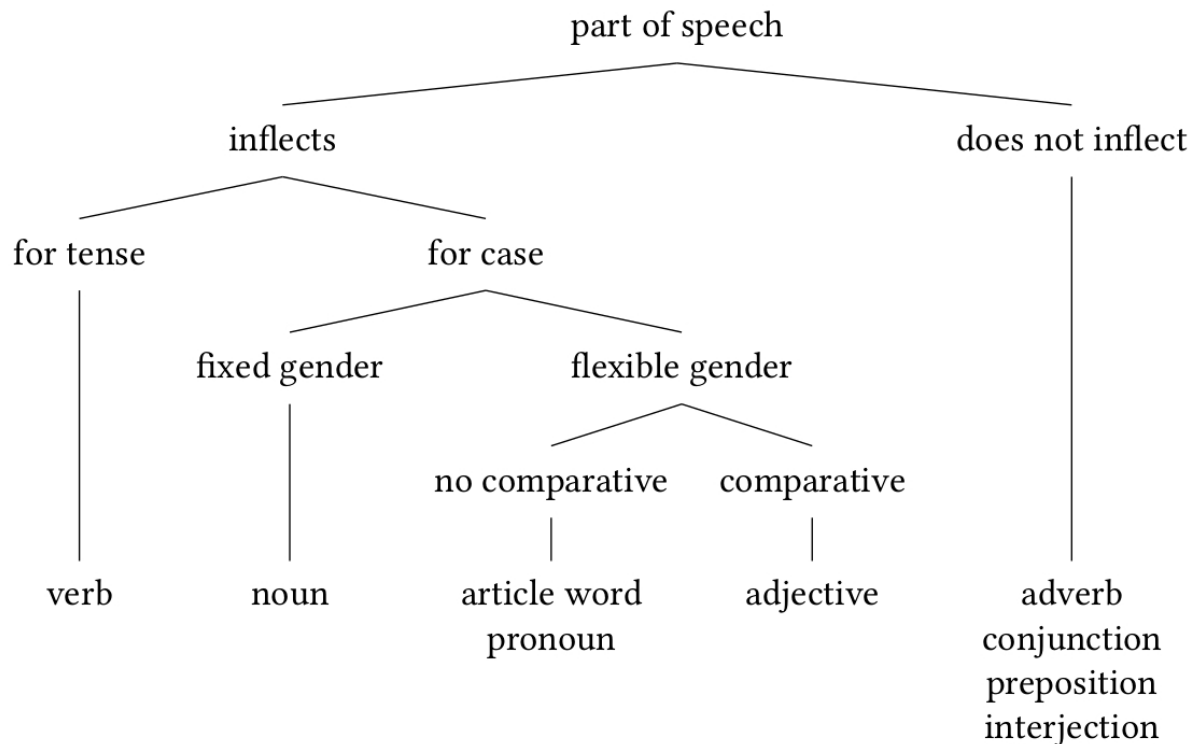 part of speech
inflects does not inflect
for tense for case
fixed gender flexible gender
no comparative comparative
verb noun article word adjective adverb
pronoun conjunction
preposition
interjection